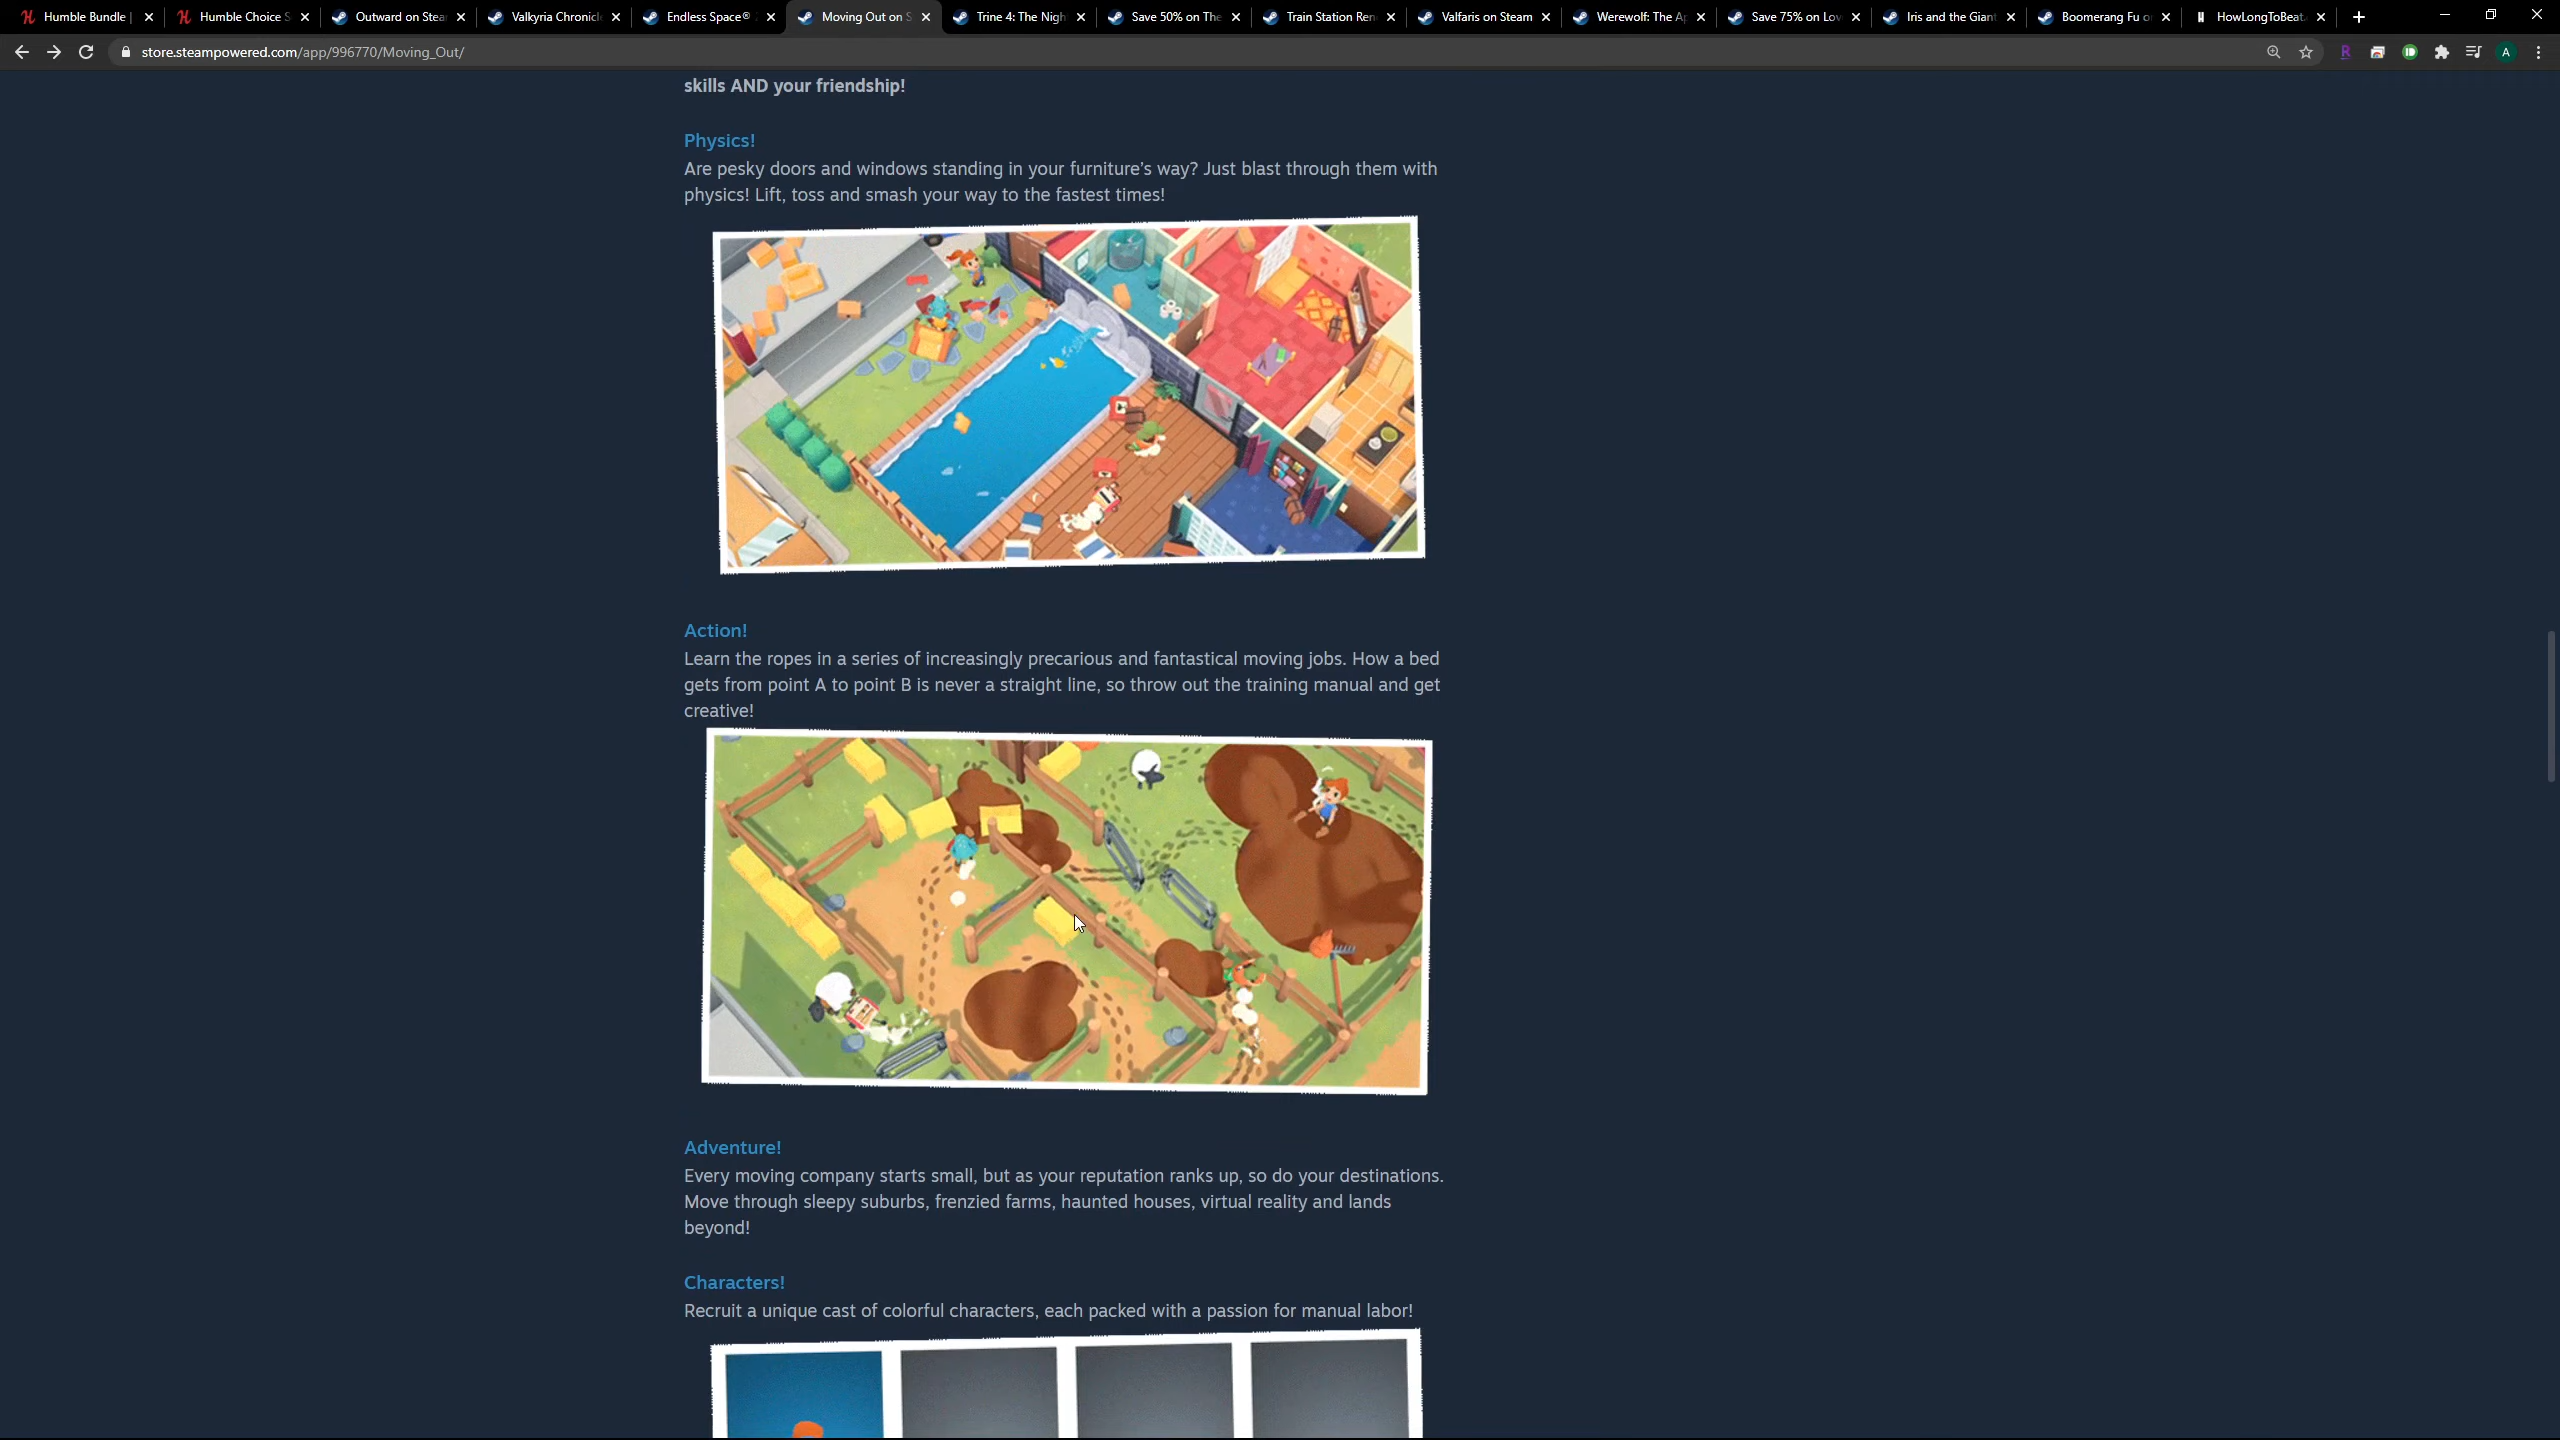 Humble Bundle |
Humble Choice S
Outward on Stea
Valkyria Chronicl
Endless Space®
Moving Out on S
Trine 4: The Nigh
Save 50% on The
Train Station Ren
Valfaris on Steam
Werewolf: The Ap
Save 75% on Lov
Iris and the Giant
Boomerang Fu o
HowLongToBeat.
store.steampowered.com/app/996770/Moving_Out/
A
skills AND your friendship!
Physics!
Are pesky doors and windows standing in your furniture's way? Just blast through them with
physics! Lift, toss and smash your way to the fastest times!
Action!
Learn the ropes in a series of increasingly precarious and fantastical moving jobs. How a bed
gets from point A to point B is never a straight line, so throw out the training manual and get
creative!
Adventure!
Every moving company starts small, but as your reputation ranks up, so do your destinations.
Move through sleepy suburbs, frenzied farms, haunted houses, virtual reality and lands
beyond!
Characters!
Recruit a unique cast of colorful characters, each packed with a passion for manual labor!